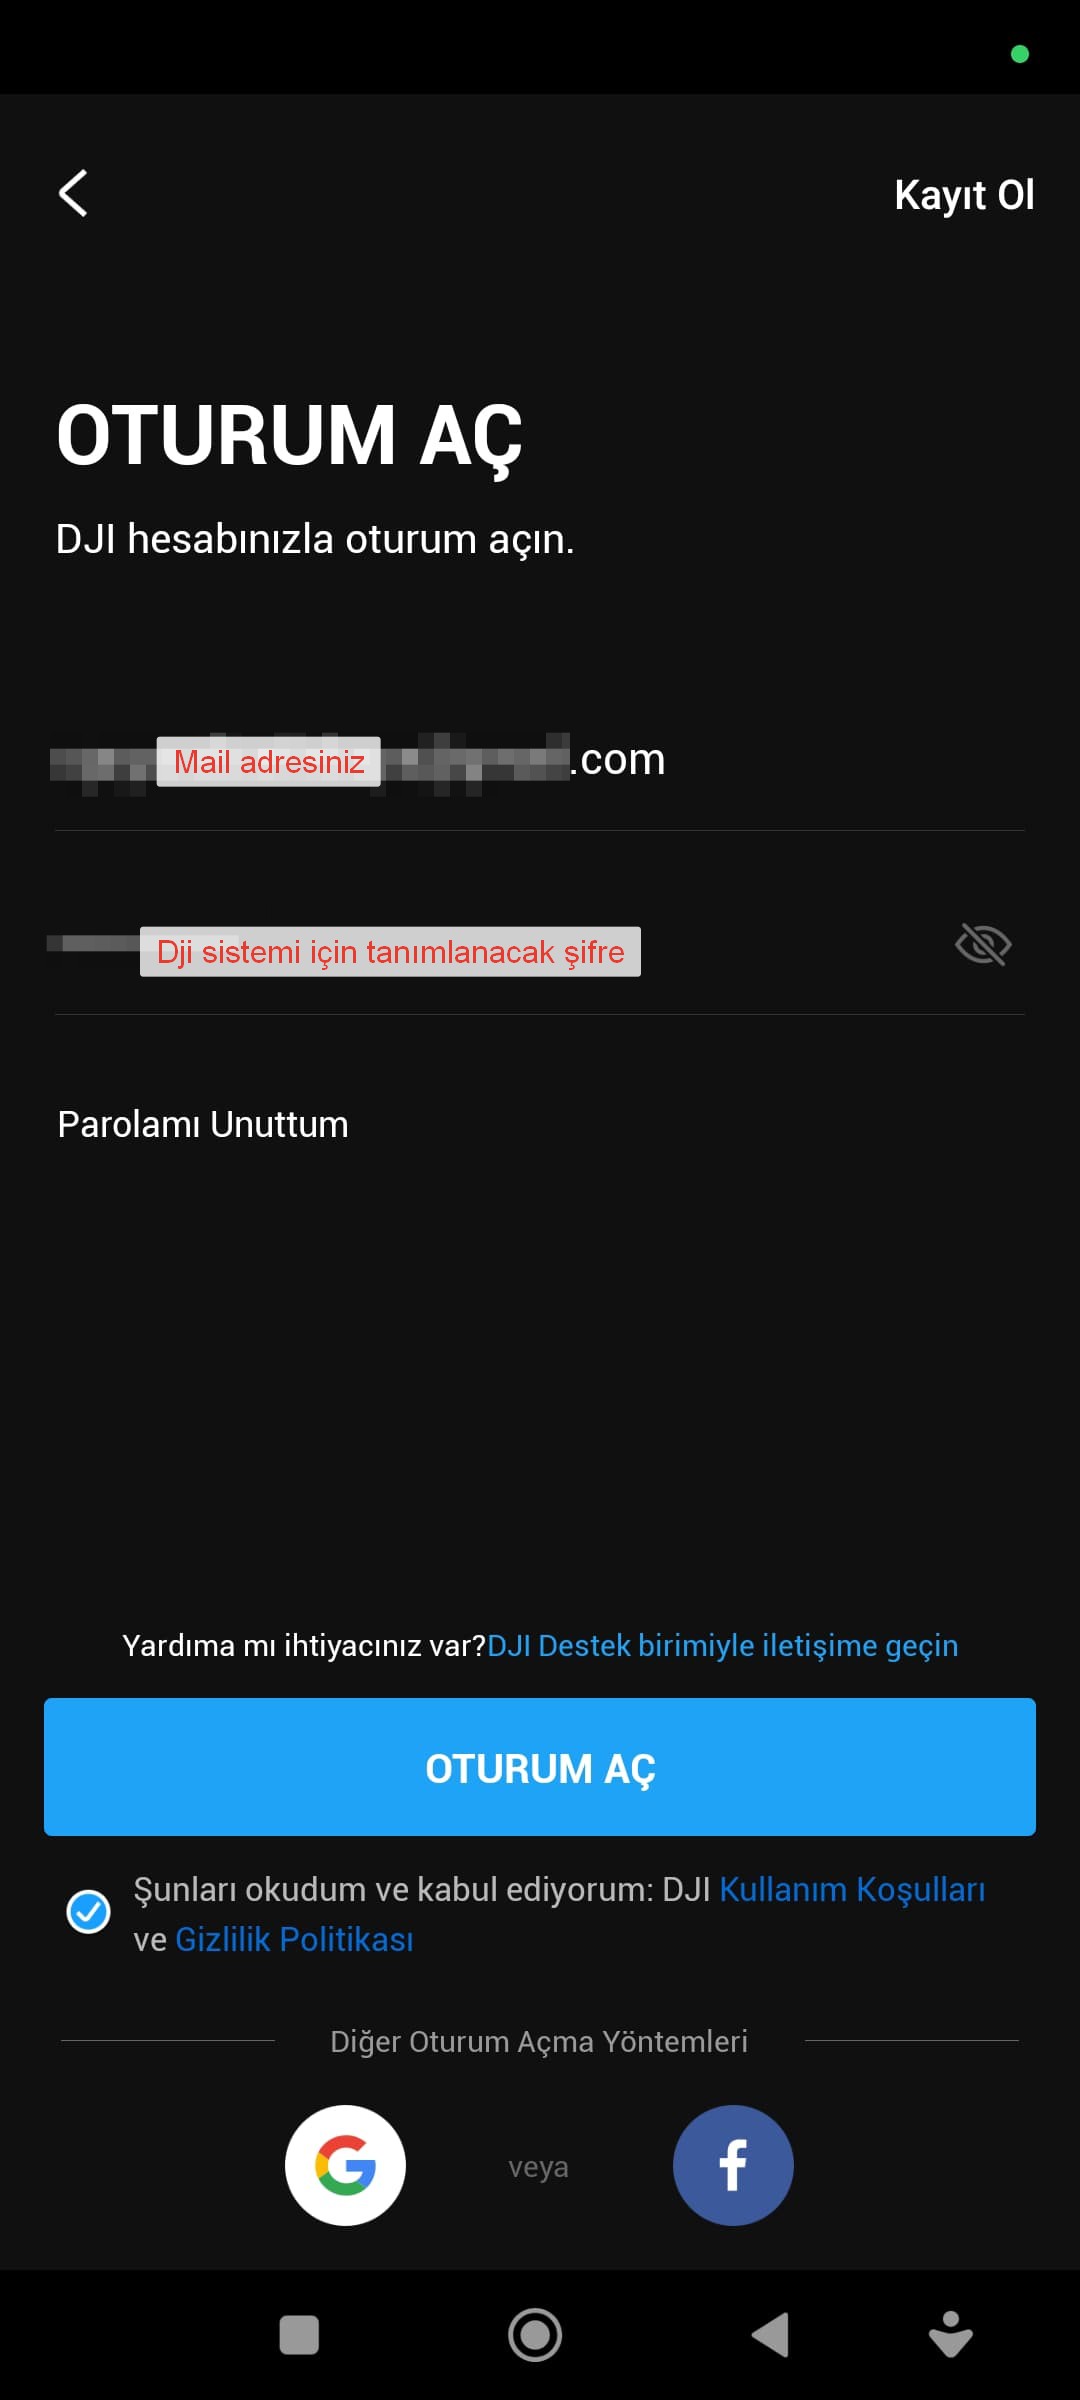 Kayıt Ol
OTURUM AÇ
DJI hesabınızla oturum açın.
Mail adresiniz .com
Dji sistemi için tanımlanacak şifre
Parolamı Unuttum
Yardıma mı ihtiyacınız var?DJI Destek birimiyle iletişime geçin
OTURUM AÇ
Şunları okudum ve kabul ediyorum: DJI Kullanım Koşulları
ve Gizlilik Politikası
Diğer Oturum Açma Yöntemleri
veya